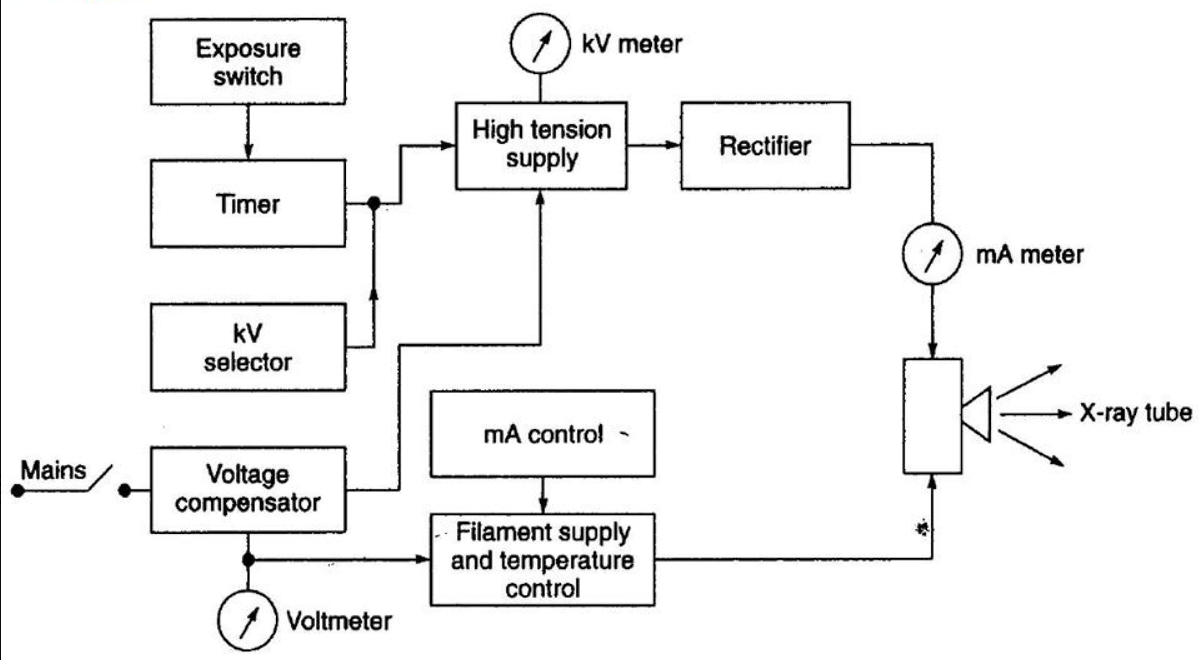 Exposure
switch
kV meter
High tension
supply
Rectifier
Timer
mA meter
kV
selector
mA control
X-ray tube
Mains
Voltage
compensator
Filament supply
and temperature
control
Voltmeter